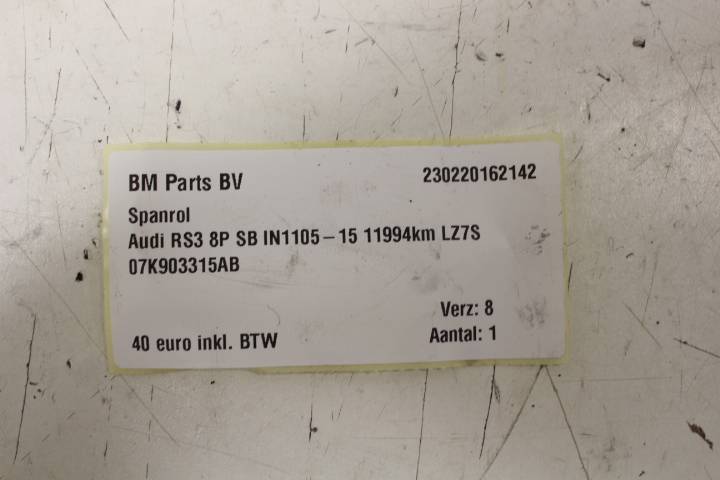 BM Parts BV 230220162142
Spanrol
Audi RS3 8P SB IN1105-15 11994km LZ7S
07K903315AB
Verz: 8
40 euro inkl. BTW Aantal: 1